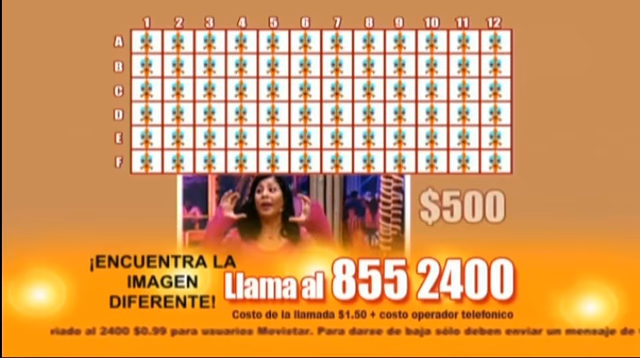 1 2 3 4 5 6 7 8 9 10 11 12
A
B
C
D
E
F
$500
¡ENCUENTRA LA
IMAGEN
DIFERENTE!
Llama al 855 2400
Costo de la llamada $1.50 + costo operador telefonico
al 2400 $0.99 para usuarios Movistar. Para darse de baja sólo deben enviar un mensaje de